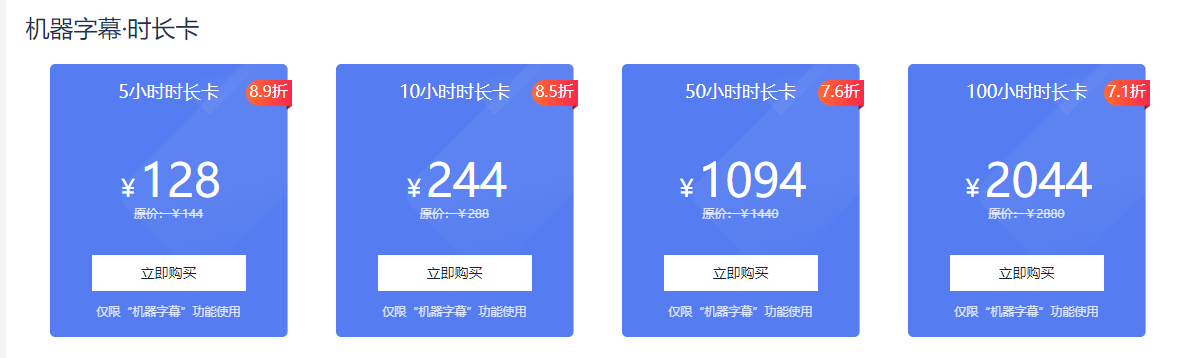 机器字幕·时长卡
5小时时长卡
8.9折
¥128
原价：¥144
立即购买
仅限“机器字幕”功能使用
10小时时长卡
8.5折
¥244
原价：¥288
立即购买
仅限“机器字幕”功能使用
50小时时长卡
7.6折
¥1094
原价：¥1440
立即购买
仅限“机器字幕”功能使用
100小时时长卡
7.1折
¥2044
原价：¥2880
立即购买
仅限“机器字幕”功能使用